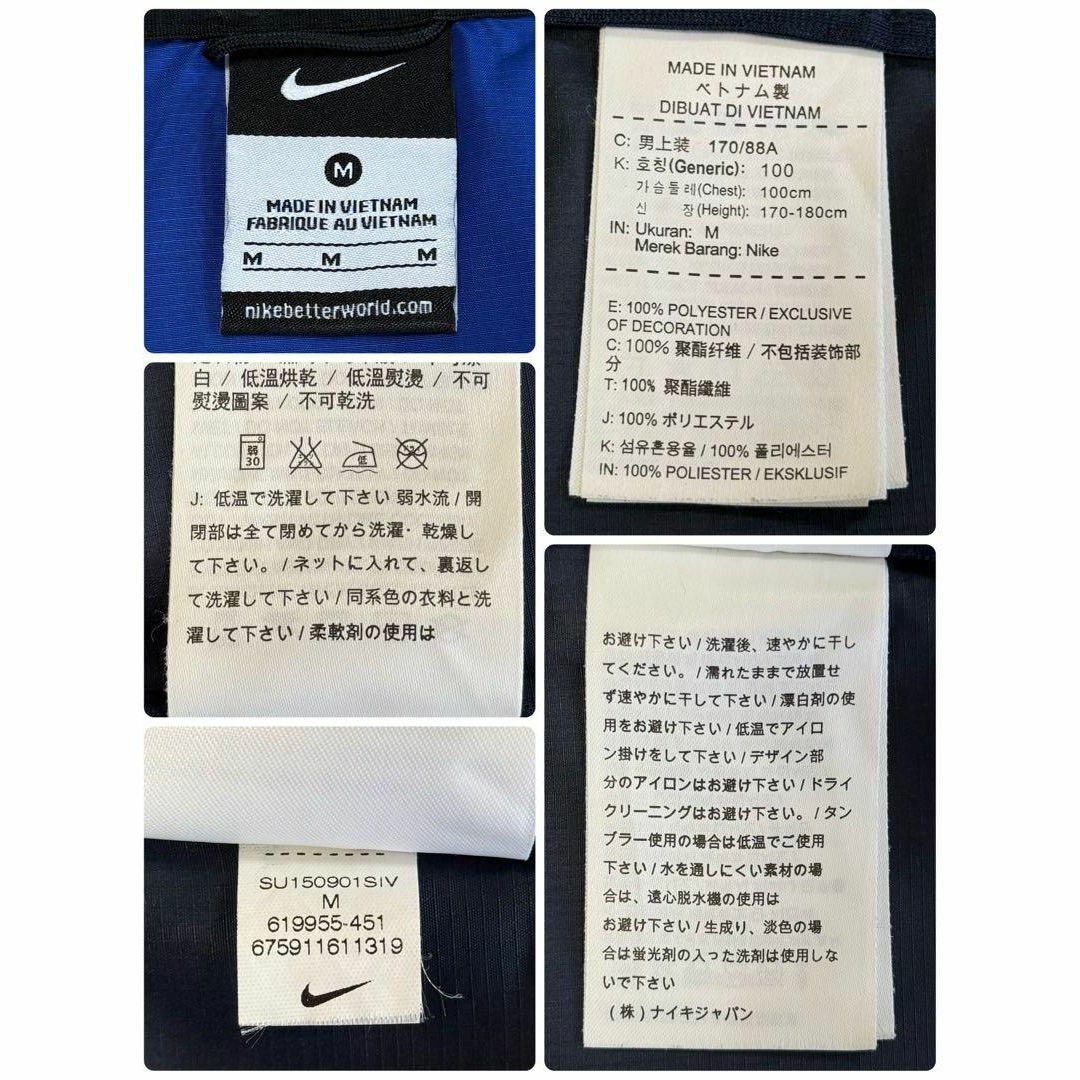 M
MADE IN VIETNAM
FABRIQUE AU VIETNAM
M M M
nikebetterworld.com
MADE IN VIETNAM
ベトナム製
DIBUAT DI VIETNAM
C: 男上装 170/88A
K: 호칭(Generic): 100
가슴둘레(Chest): 100cm
신 장(Height): 170-180cm
IN: Ukuran: M
Merek Barang: Nike
E: 100% POLYESTER / EXCLUSIVE
OF DECORATION
C: 100% 聚酯纤维 / 不包括装饰部
分
T: 100% 聚酯纖維
J: 100% ポリエステル
K: 섬유혼용율 / 100% 폴리에스터
IN: 100% POLIESTER / EKSKLUSIF
白 / 低溫烘乾 / 低溫熨燙 / 不可
熨燙圖案 / 不可乾洗
弱
30
低
J: 低温で洗濯して下さい 弱水流 / 開
閉部は全て閉めてから洗濯・乾燥し
て下さい。/ ネットに入れて、裏返し
て洗濯して下さい / 同系色の衣料と洗
濯して下さい / 柔軟剤の使用は
お避け下さい / 洗濯後、速やかに干し
てください。 / 濡れたままで放置せ
ず速やかに干して下さい / 漂白剤の使
用をお避け下さい / 低温でアイロ
ン掛けをして下さい / デザイン部
分のアイロンはお避け下さい / ドライ
クリーニングはお避け下さい。/ タン
ブラー使用の場合は低温でご使用
下さい / 水を通しにくい素材の場
合は、遠心脱水機の使用は
お避け下さい / 生成り、淡色の場
合は蛍光剤の入った洗剤は使用しな
いで下さい
(株) ナイキジャパン
SU150901SIV
M
619955-451
675911611319